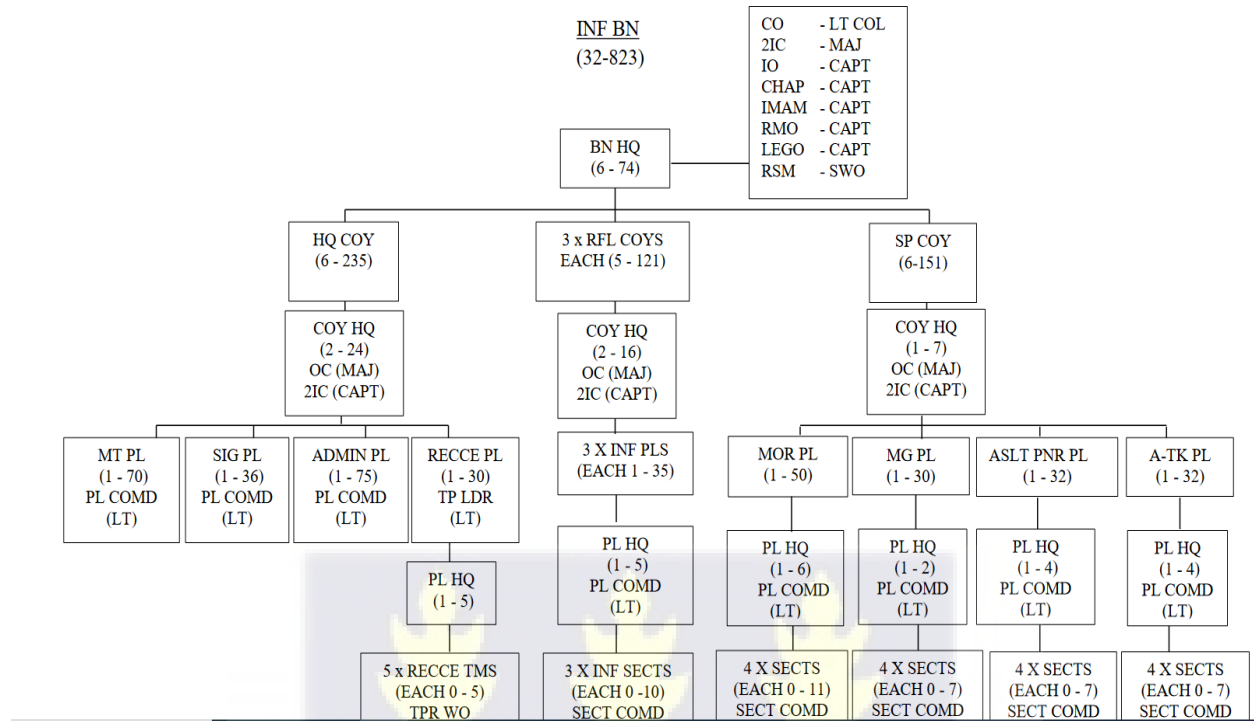 INF BN
(32-823)
CO - LT COL
2IC - MAJ
IO - CAPT
CHAP - CAPT
IMAM - CAPT
RMO - CAPT
LEGO - CAPT
RSM - SWO
BN HQ
(6 - 74)
HQ COY
(6 - 235)
3 x RFL COYS
EACH (5 - 121)
SP COY
(6-151)
COY HQ
(2 - 24)
OC (MAJ)
2IC (CAPT)
COY HQ
(2 - 16)
OC (MAJ)
2IC (CAPT)
COY HQ
(1 - 7)
OC (MAJ)
2IC (CAPT)
MT PL
(1 - 70)
PL COMD
(LT)
SIG PL
(1 - 36)
PL COMD
(LT)
ADMIN PL
(1 - 75)
PL COMD
(LT)
RECCE PL
(1 - 30)
TP LDR
(LT)
3 X INF PLS
(EACH 1 - 35)
MOR PL
(1 - 50)
MG PL
(1 - 30)
ASLT PNR PL
(1 - 32)
A-TK PL
(1 - 32)
PL HQ
(1 - 5)
PL HQ
(1 - 5)
PL COMD
(LT)
PL HQ
(1 - 6)
PL COMD
(LT)
PL HQ
(1 - 2)
PL COMD
(LT)
PL HQ
(1 - 4)
PL COMD
(LT)
PL HQ
(1 - 4)
PL COMD
(LT)
5 x RECCE TMS
(EACH 0 - 5)
TPR WO
3 X INF SECTS
(EACH 0 -10)
SECT COMD
4 X SECTS
(EACH 0 - 11)
SECT COMD
4 X SECTS
(EACH 0 - 7)
SECT COMD
4 X SECTS
(EACH 0 - 7)
SECT COMD
4 X SECTS
(EACH 0 - 7)
SECT COMD